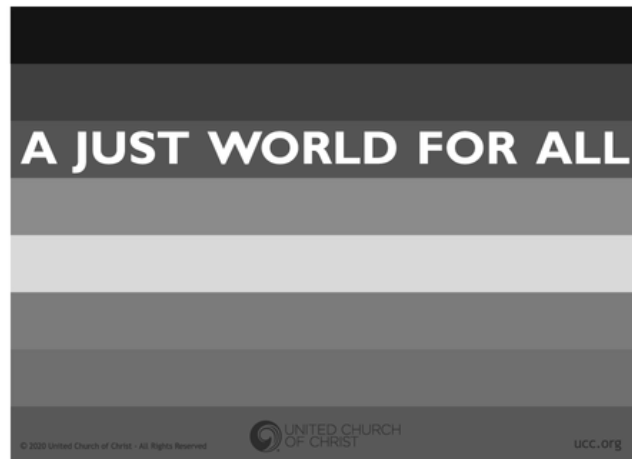 A JUST WORLD FOR ALL
© 2020 United Church of Christ - All Rights Reserved
UNITED CHURCH
OF CHRIST
ucc.org